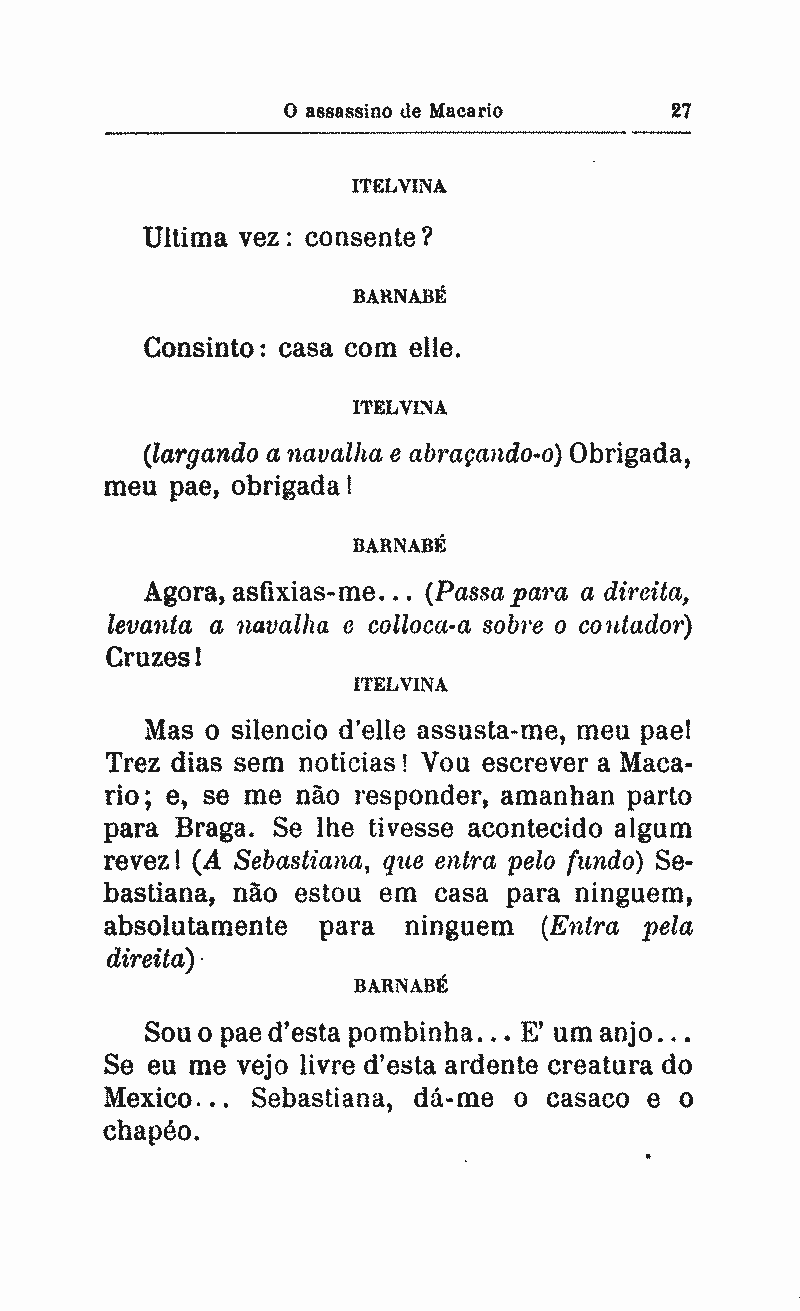 O assassino de Macario 27
ITELVINA
Ultima vez: consente?
BARNABÉ
Consinto: casa com elle.
ITELVINA
(largando a navalha e abraçando-o) Obrigada,
meu pae, obrigada!
BARNABÉ
Agora, asfixias-me... (Passa para a direita,
levanta a navalha e colloca-a sobre o contador)
Cruzes!
ITELVINA
Mas o silencio d'elle assusta-me, meu pae!
Trez dias sem noticias! Vou escrever a Maca-
rio; e, se me não responder, amanhan parto
para Braga. Se lhe tivesse acontecido algum
revez! (A Sebastiana, que entra pelo fundo) Se-
bastiana, não estou em casa para ninguem,
absolutamente para ninguem (Entra pela
direita)
BARNABÉ
Sou o pae d'esta pombinha... E' um anjo...
Se eu me vejo livre d'esta ardente creatura do
Mexico... Sebastiana, dá-me o casaco e o
chapéo.